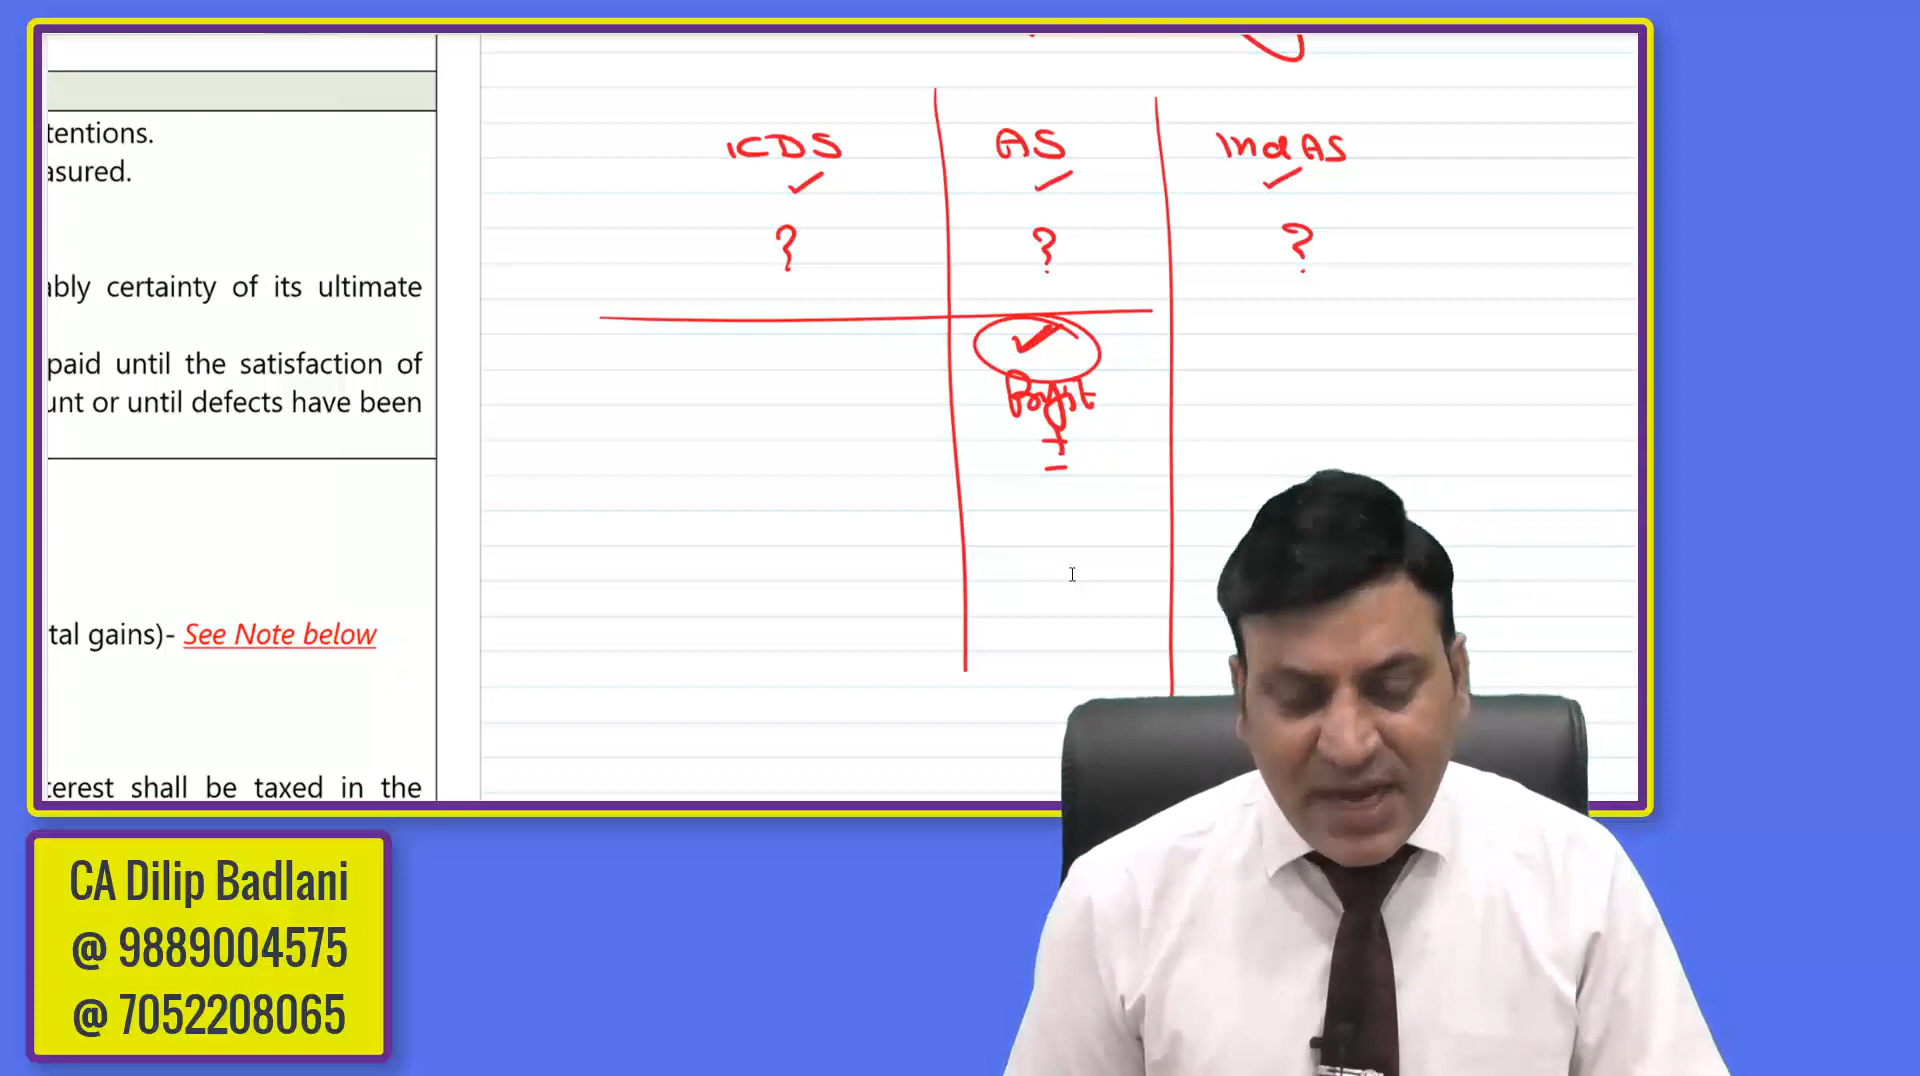 tentions.
asured.
ably certainty of its ultimate
paid until the satisfaction of
unt or until defects have been
tal gains)- See Note below
terest shall be taxed in the
ICDS AS Ind AS
? ? ?
Profit
+
-
CA Dilip Badlani
@ 9889004575
@ 7052208065